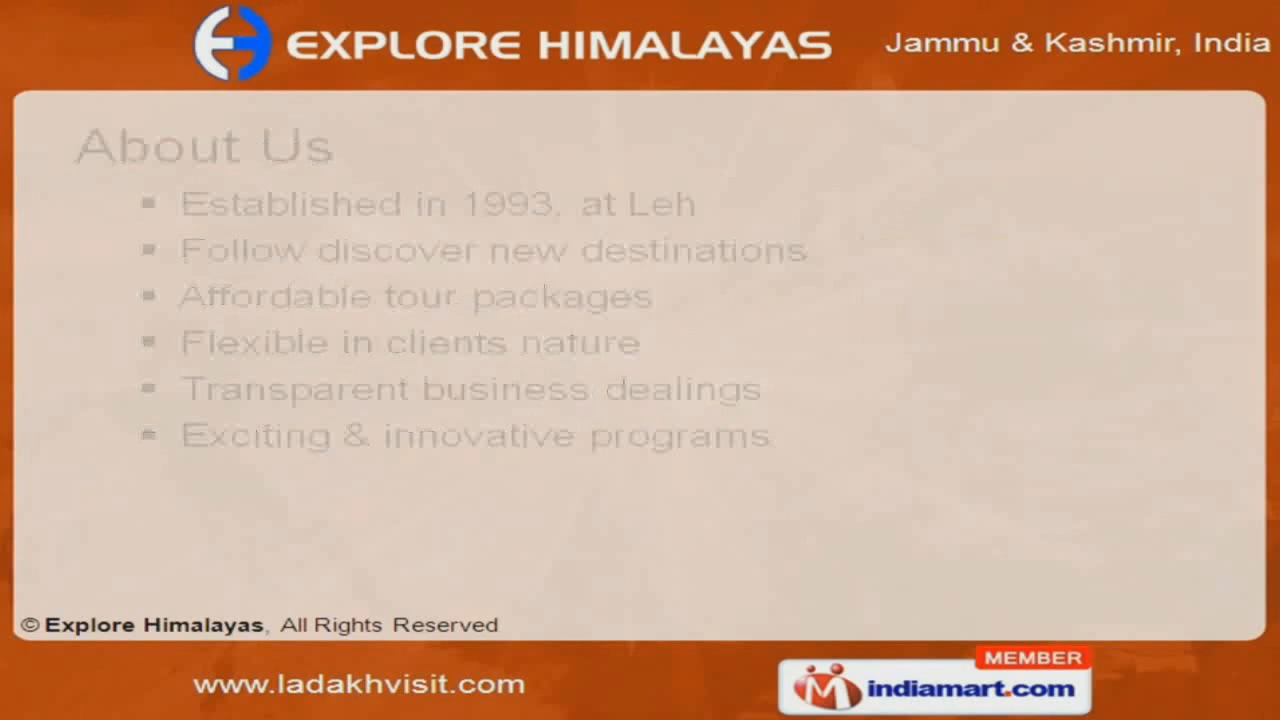 EXPLORE HIMALAYAS
Jammu & Kashmir, India
About Us
▪ Established in 1993, at Leh
▪ Follow discover new destinations
▪ Affordable tour packages
▪ Flexible in clients nature
▪ Transparent business dealings
▪ Exciting & innovative programs
© Explore Himalayas, All Rights Reserved
www.ladakhvisit.com
MEMBER
indiamart.com